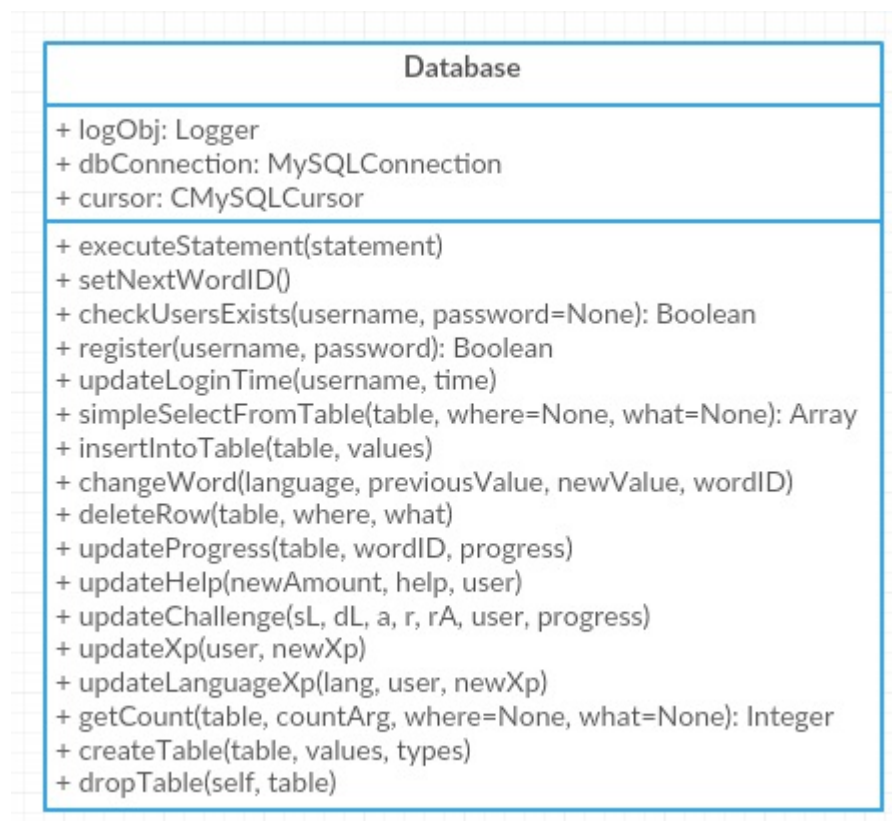 Database
+ logObj: Logger
+ dbConnection: MySQLConnection
+ cursor: CMySQLCursor
+ executeStatement(statement)
+ setNextWordID()
+ checkUsersExists(username, password=None): Boolean
+ register(username, password): Boolean
+ updateLoginTime(username, time)
+ simpleSelectFromTable(table, where=None, what=None): Array
+ insertIntoTable(table, values)
+ changeWord(language, previousValue, newValue, wordID)
+ deleteRow(table, where, what)
+ updateProgress(table, wordID, progress)
+ updateHelp(newAmount, help, user)
+ updateChallenge(sL, dL, a, r, rA, user, progress)
+ updateXp(user, newXp)
+ updateLanguageXp(lang, user, newXp)
+ getCount(table, countArg, where=None, what=None): Integer
+ createTable(table, values, types)
+ dropTable(self, table)